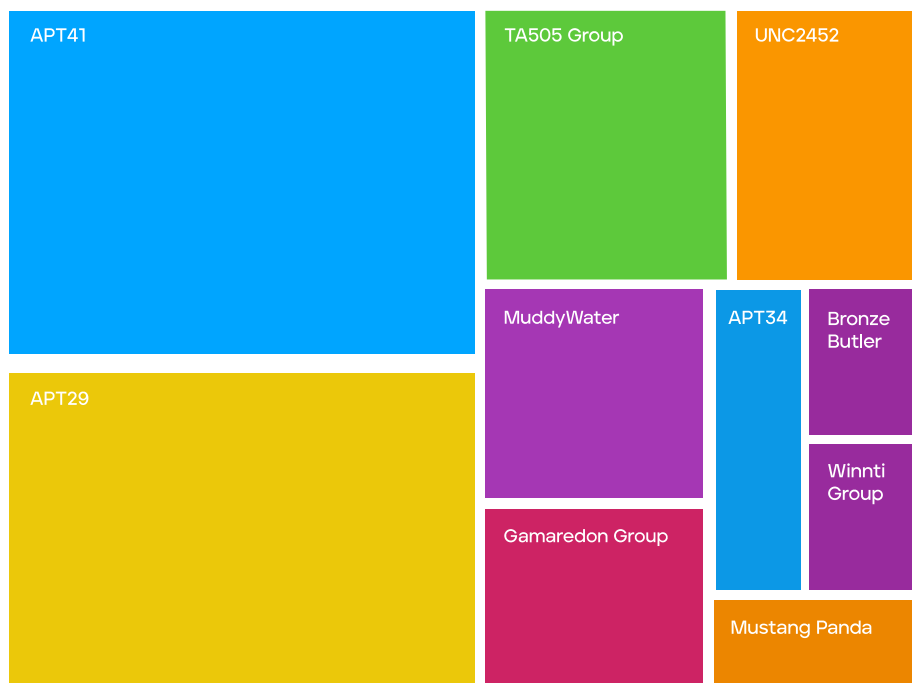 APT41
TA505 Group
UNC2452
MuddyWater
APT34
Bronze
Butler
APT29
Winnti
Group
Gamaredon Group
Mustang Panda